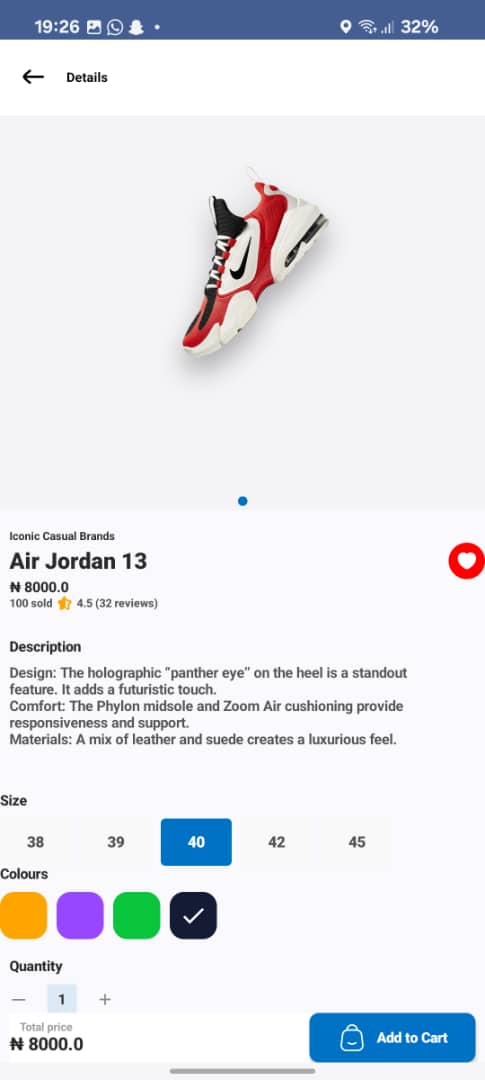 19:26
32%
Details
Iconic Casual Brands
Air Jordan 13
₦ 8000.0
100 sold 4.5 (32 reviews)
Description
Design: The holographic "panther eye" on the heel is a standout
feature. It adds a futuristic touch.
Comfort: The Phylon midsole and Zoom Air cushioning provide
responsiveness and support.
Materials: A mix of leather and suede creates a luxurious feel.
Size
38 39 40 42 45
Colours
Quantity
— 1 +
Total price
₦ 8000.0
Add to Cart